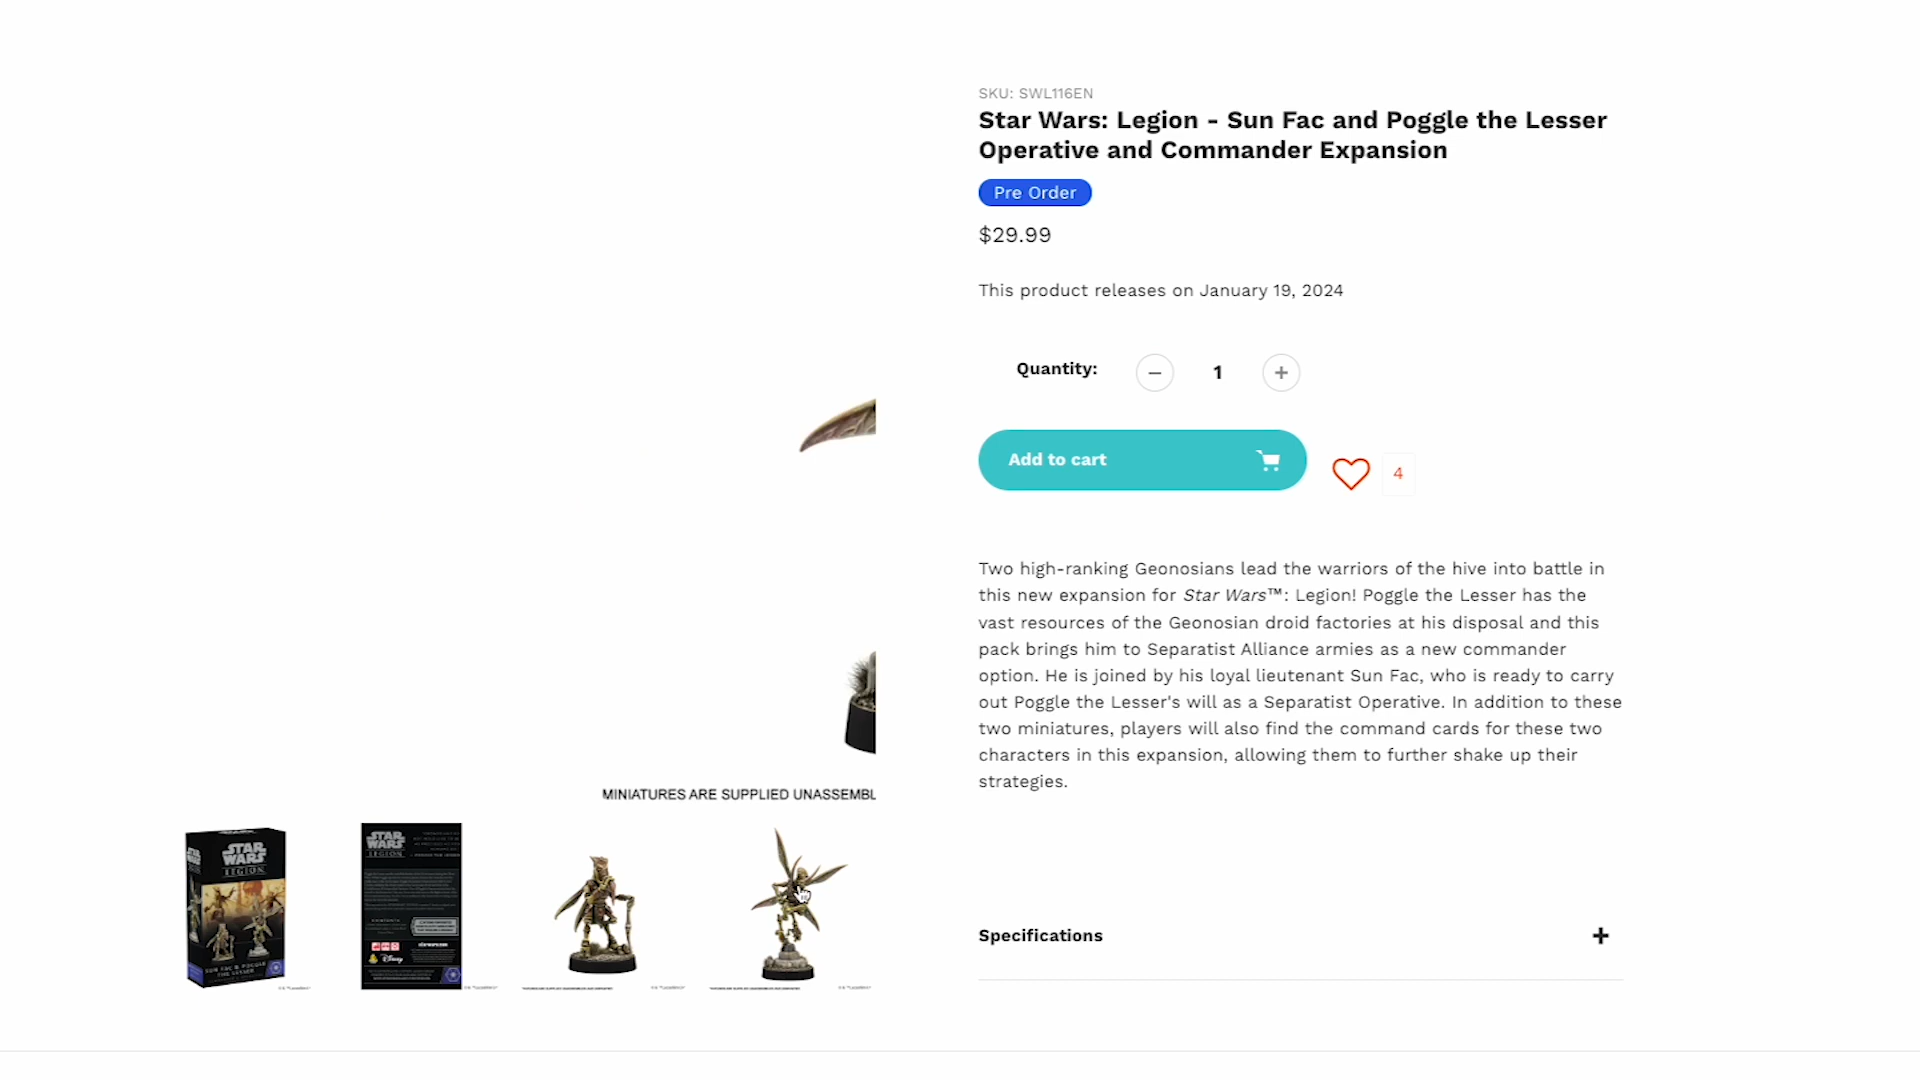 SKU: SWL116EN
Star Wars: Legion - Sun Fac and Poggle the Lesser
Operative and Commander Expansion
Pre Order
$29.99
This product releases on January 19, 2024
Quantity:
1
Add to cart
4
Two high-ranking Geonosians lead the warriors of the hive into battle in
this new expansion for Star Wars™: Legion! Poggle the Lesser has the
vast resources of the Geonosian droid factories at his disposal and this
pack brings him to Separatist Alliance armies as a new commander
option. He is joined by his loyal lieutenant Sun Fac, who is ready to carry
out Poggle the Lesser's will as a Separatist Operative. In addition to these
two miniatures, players will also find the command cards for these two
characters in this expansion, allowing them to further shake up their
strategies.
MINIATURES ARE SUPPLIED UNASSEMBL
STAR
WARS
LEGION
SUN FAC & POGGLE
THE LESSER
STAR
WARS
LEGION
Disney
Specifications